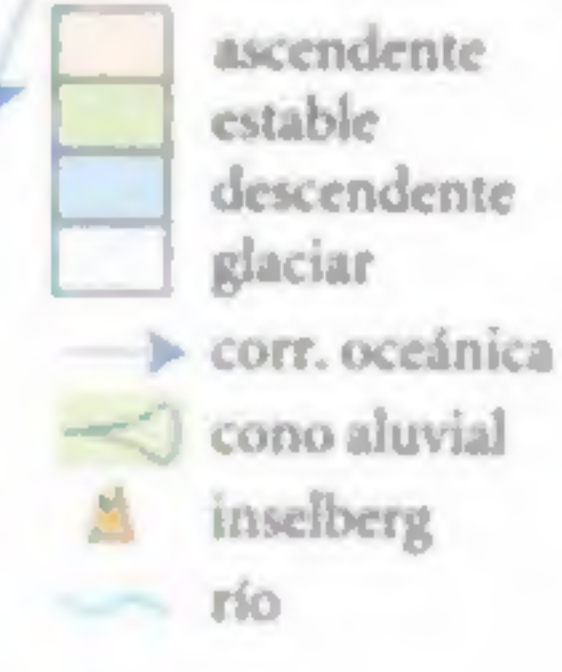 ascendente
estable
descendente
glaciar
corr. oceánica
cono aluvial
inselberg
río